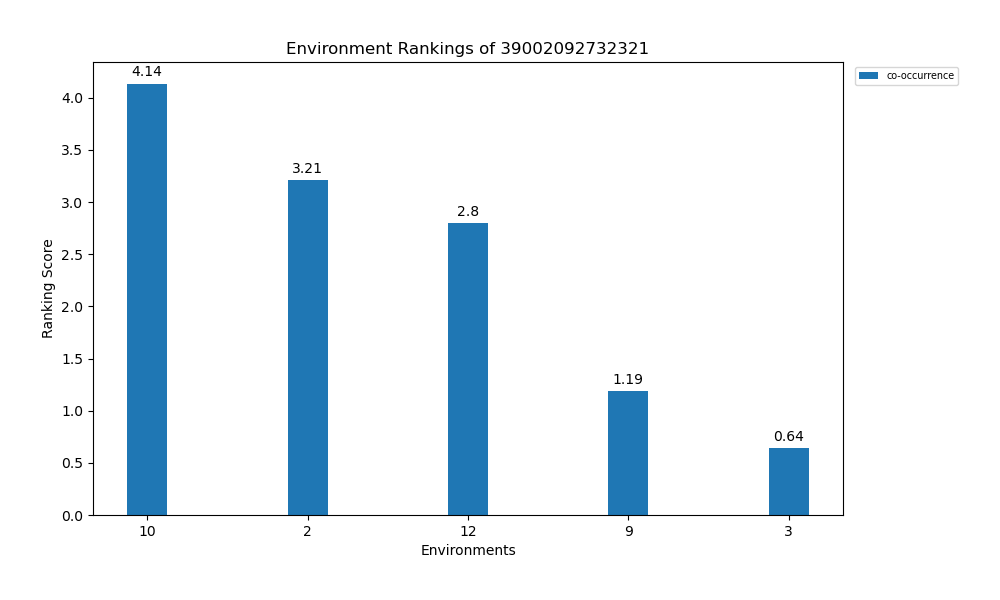 Environment Rankings of 39002092732321
co-occurrence
4.14
3.21
2.8
1.19
0.64
4.0
3.5
3.0
2.5
2.0
1.5
1.0
0.5
0.0
Ranking Score
10 2 12 9 3
Environments